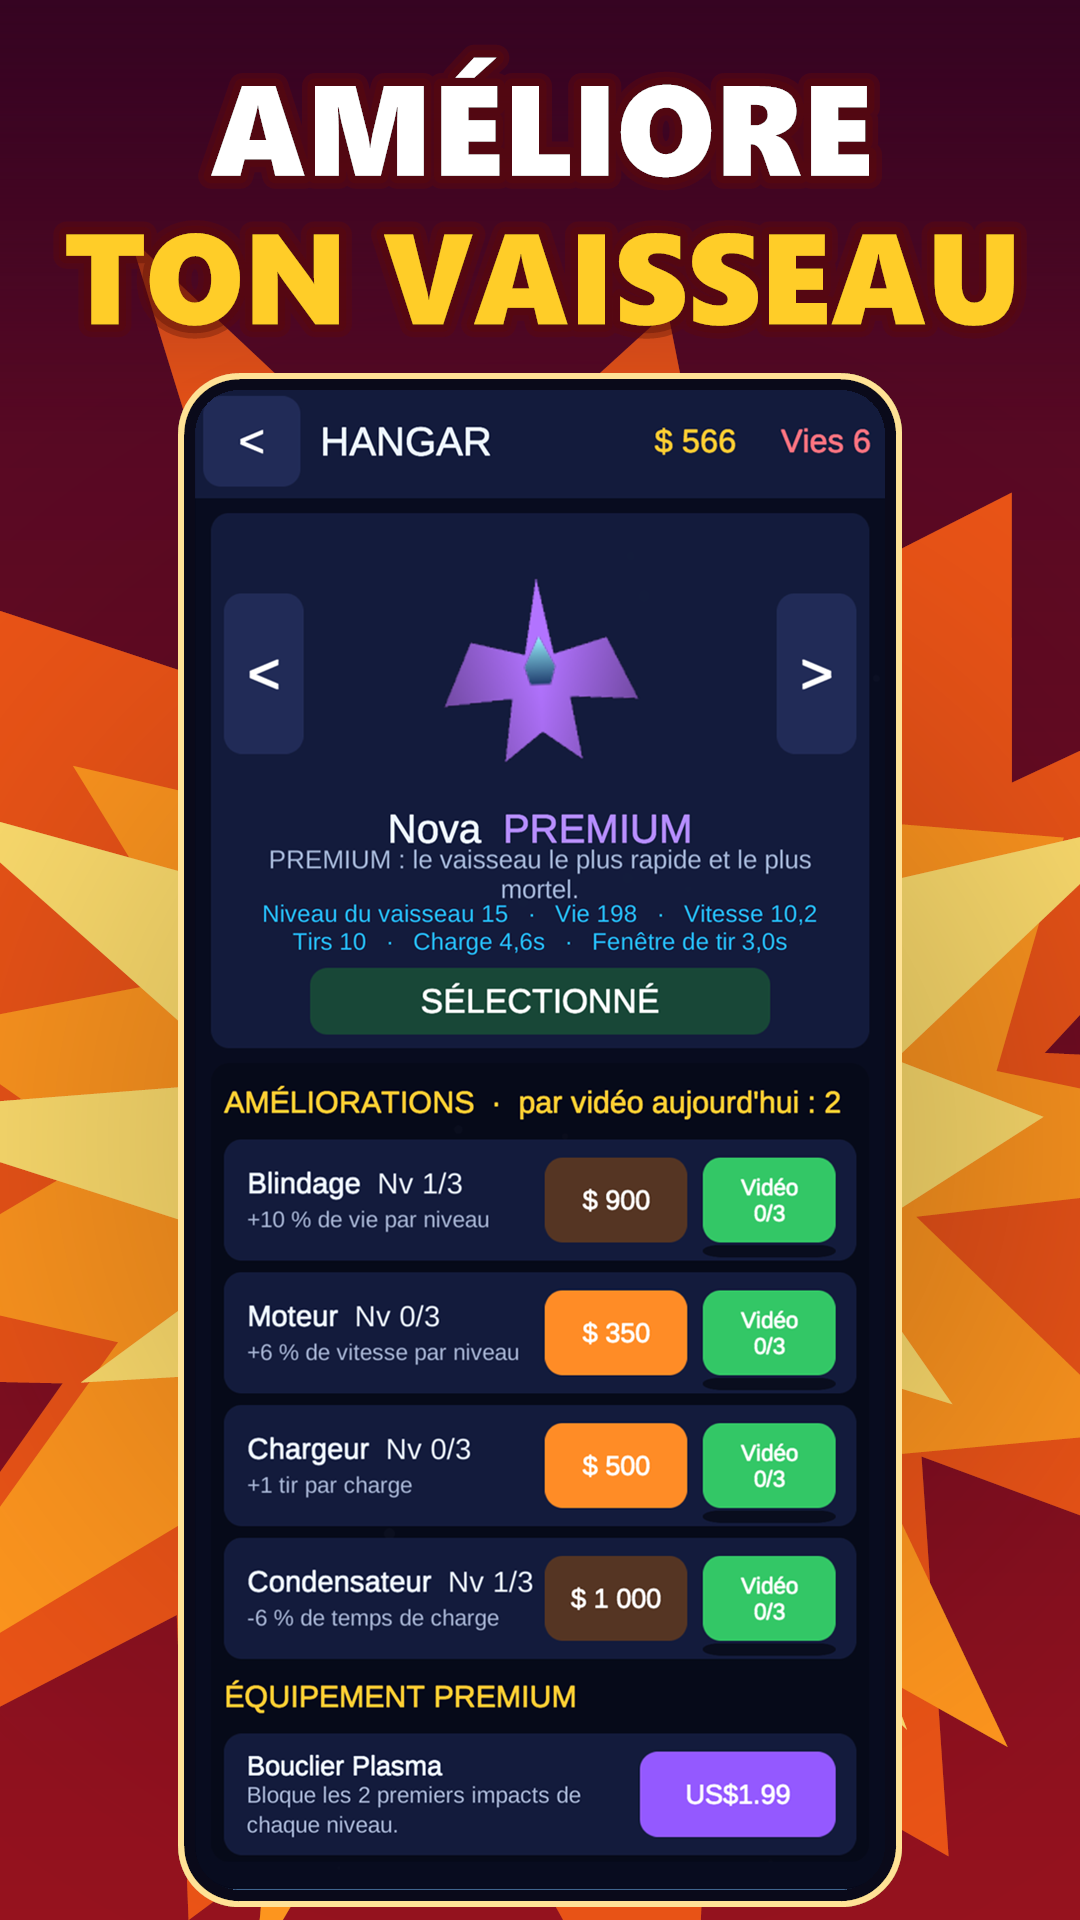 AMÉLIORE
TON VAISSEAU
< HANGAR $ 566 Vies 6
< >
Nova PREMIUM
PREMIUM : le vaisseau le plus rapide et le plus
mortel.
Niveau du vaisseau 15 · Vie 198 · Vitesse 10,2
Tirs 10 · Charge 4,6s · Fenêtre de tir 3,0s
SÉLECTIONNÉ
AMÉLIORATIONS · par vidéo aujourd'hui : 2
Blindage Nv 1/3
+10 % de vie par niveau
$ 900
Vidéo
0/3
Moteur Nv 0/3
+6 % de vitesse par niveau
$ 350
Vidéo
0/3
Chargeur Nv 0/3
+1 tir par charge
$ 500
Vidéo
0/3
Condensateur Nv 1/3
-6 % de temps de charge
$ 1 000
Vidéo
0/3
ÉQUIPEMENT PREMIUM
Bouclier Plasma
Bloque les 2 premiers impacts de
chaque niveau.
US$1.99